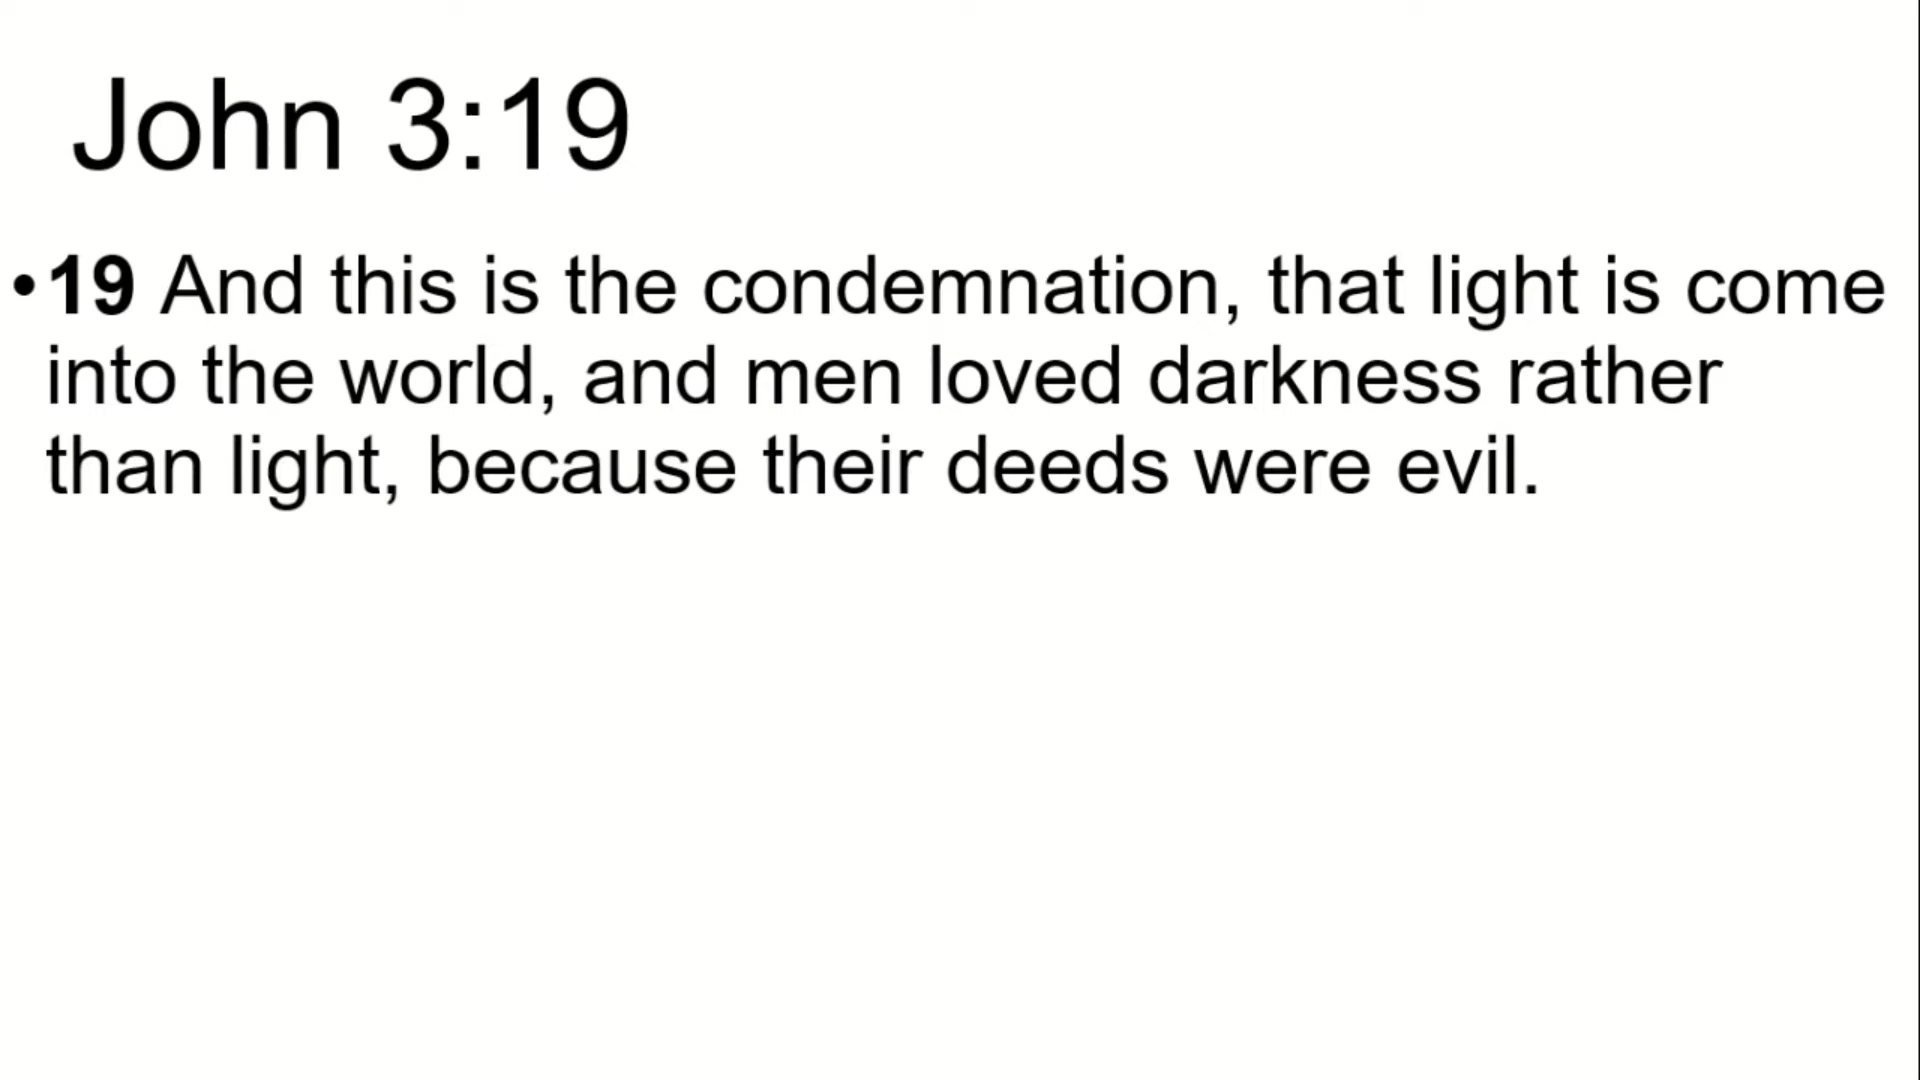 John 3:19
•19 And this is the condemnation, that light is come
into the world, and men loved darkness rather
than light, because their deeds were evil.